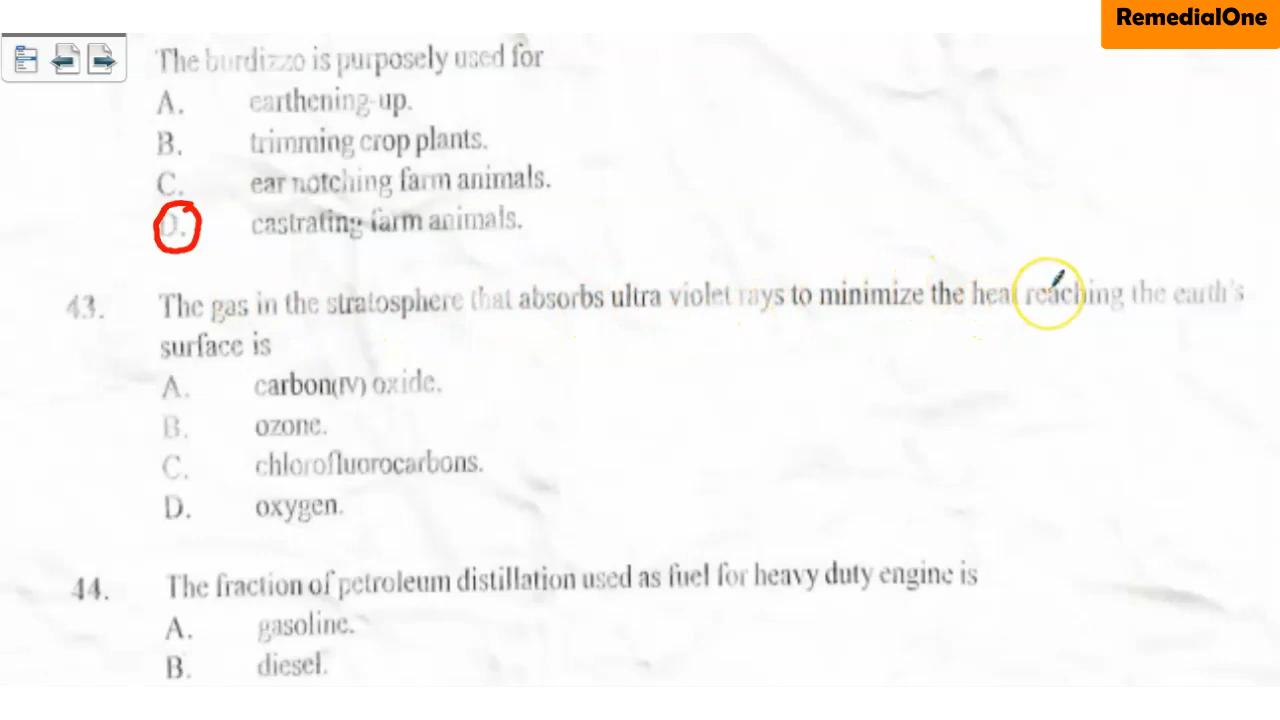 RemedialOne
The burdizzo is purposely used for
A. earthening-up.
B. trimming crop plants.
C. ear notching farm animals.
D. castrating farm animals.
43. The gas in the stratosphere that absorbs ultra violet rays to minimize the heat reaching the earth's
surface is
A. carbon(IV) oxide.
B. ozone.
C. chlorofluorocarbons.
D. oxygen.
44. The fraction of petroleum distillation used as fuel for heavy duty engine is
A. gasoline.
B. diesel.